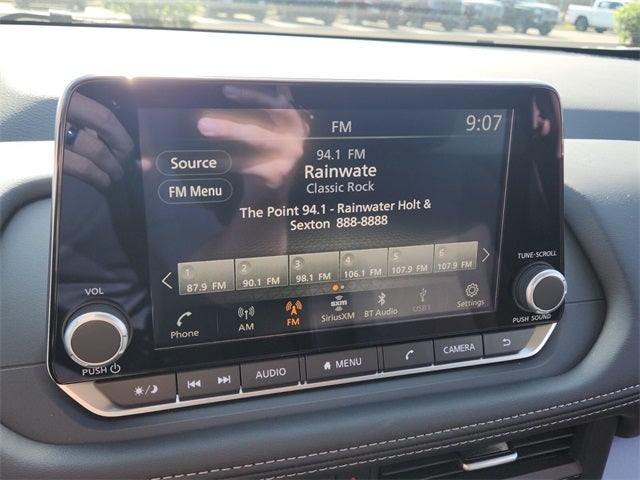 FM 9:07
94.1 FM
Source Rainwate
Classic Rock
FM Menu
The Point 94.1 - Rainwater Holt &
Sexton 888-8888
1 2 3 4 5 6
87.9 FM 90.1 FM 98.1 FM 106.1 FM 107.9 FM 107.9 FM
TUNE·SCROLL
VOL
Phone AM FM sxm SiriusXM BT Audio USB1 Settings
PUSH SOUND
PUSH
AUDIO MENU CAMERA